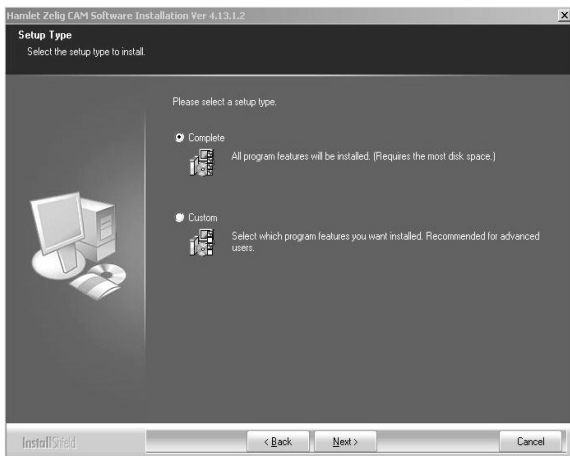 Hamlet Zelig CAM Software Installation Ver 4.13.1.2
Setup Type
Select the setup type to install.
Please select a setup type.
Complete
All program features will be installed. (Requires the most disk space.)
Custom
Select which program features you want installed. Recommended for advanced
users.
InstallShield
< Back
Next >
Cancel